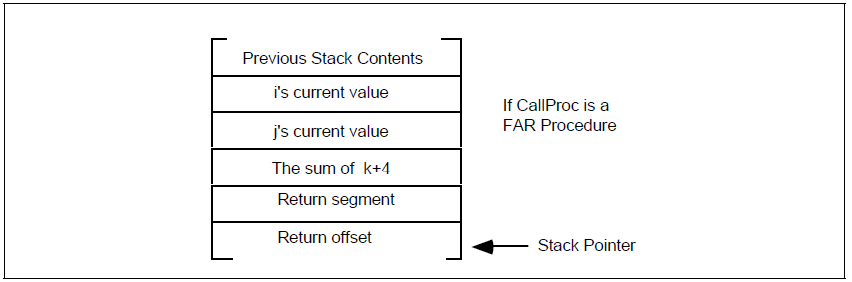 Previous Stack Contents
i's current value
j's current value
The sum of k+4
Return segment
Return offset
If CallProc is a
FAR Procedure
Stack Pointer